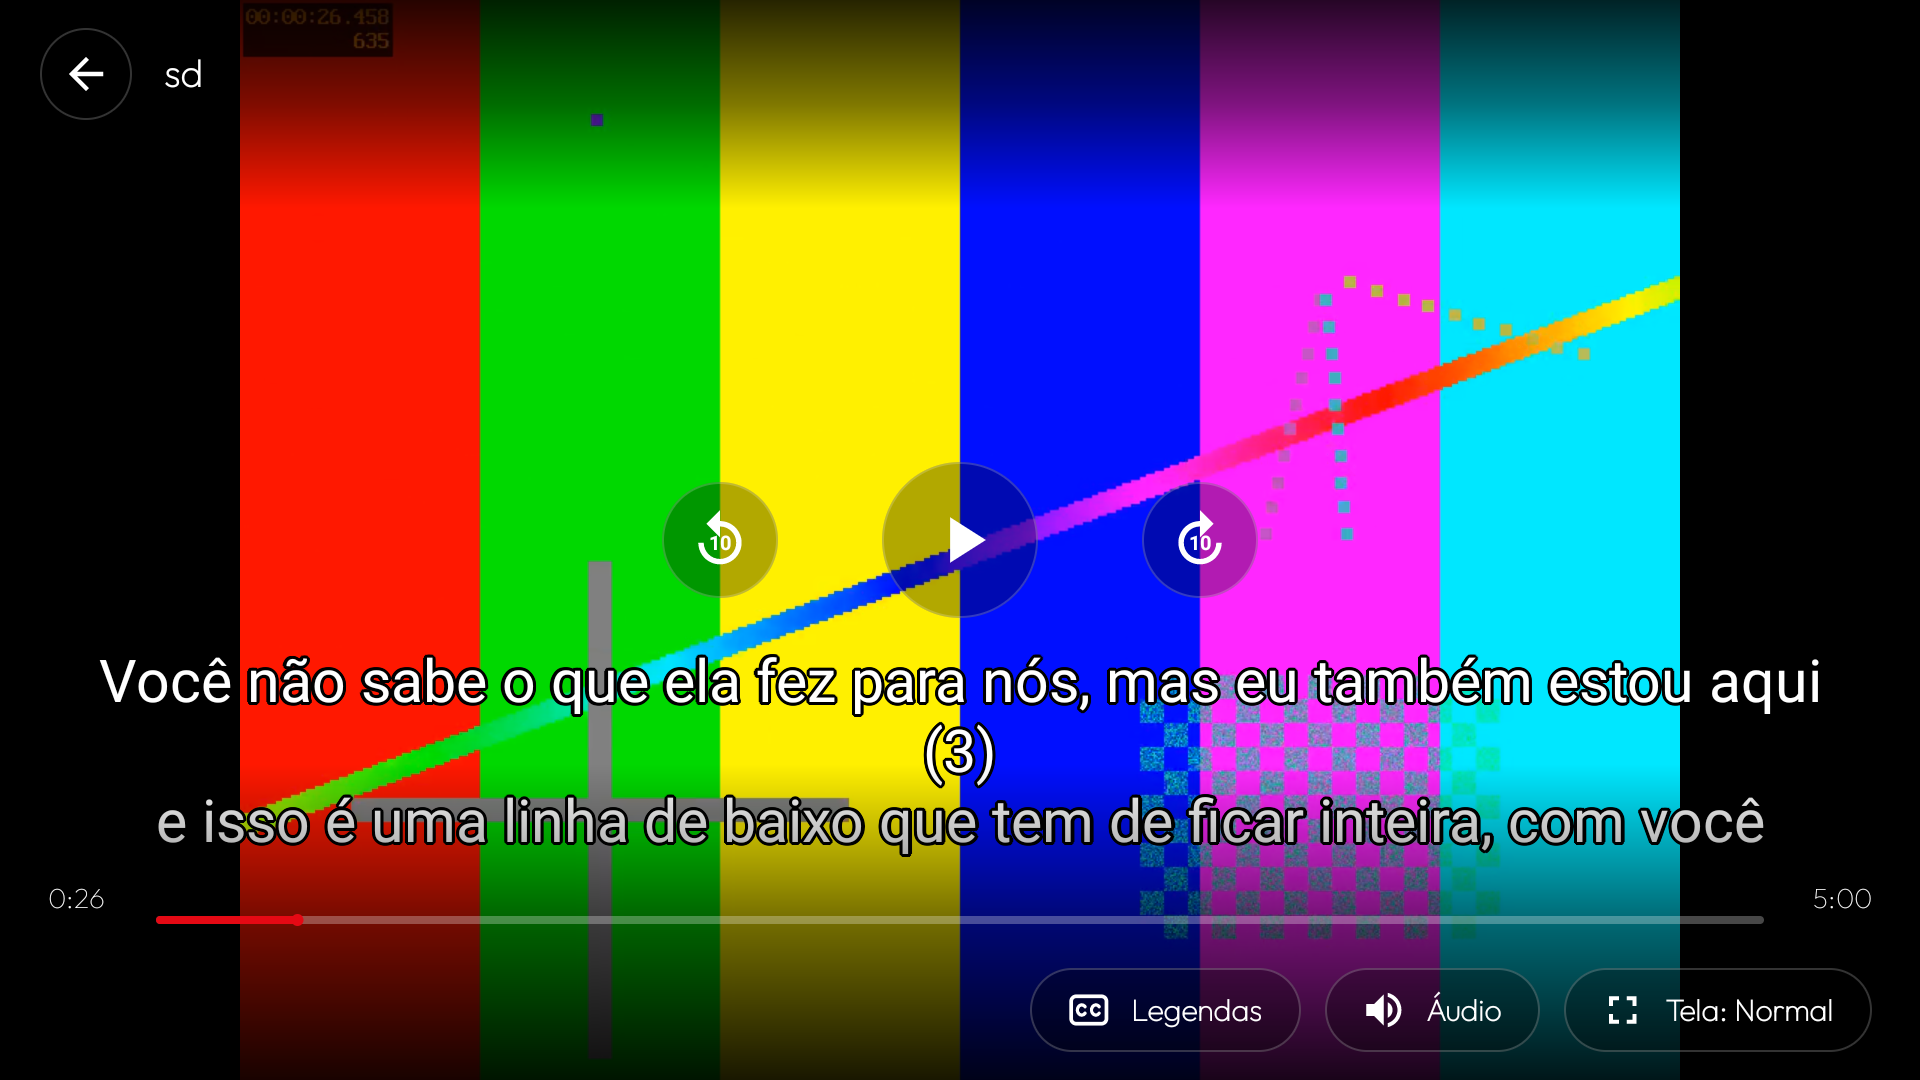 00:00:26.458
635
sd
10
10
Você não sabe o que ela fez para nós, mas eu também estou aqui
(3)
e isso é uma linha de baixo que tem de ficar inteira, com você
0:26
5:00
CC
Legendas
Áudio
Tela: Normal